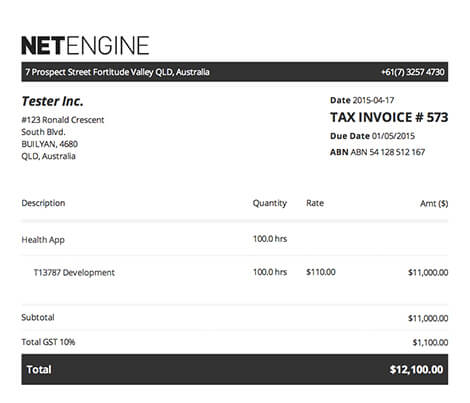 NETENGINE
7 Prospect Street Fortitude Valley QLD, Australia +61(7) 3257 4730
Tester Inc.
#123 Ronald Crescent
South Blvd.
BUILYAN, 4680
QLD, Australia
Date 2015-04-17
TAX INVOICE # 573
Due Date 01/05/2015
ABN ABN 54 128 512 167
Description Quantity Rate Amt ($)
Health App 100.0 hrs
T13787 Development 100.0 hrs $110.00 $11,000.00
Subtotal $11,000.00
Total GST 10% $1,100.00
Total $12,100.00